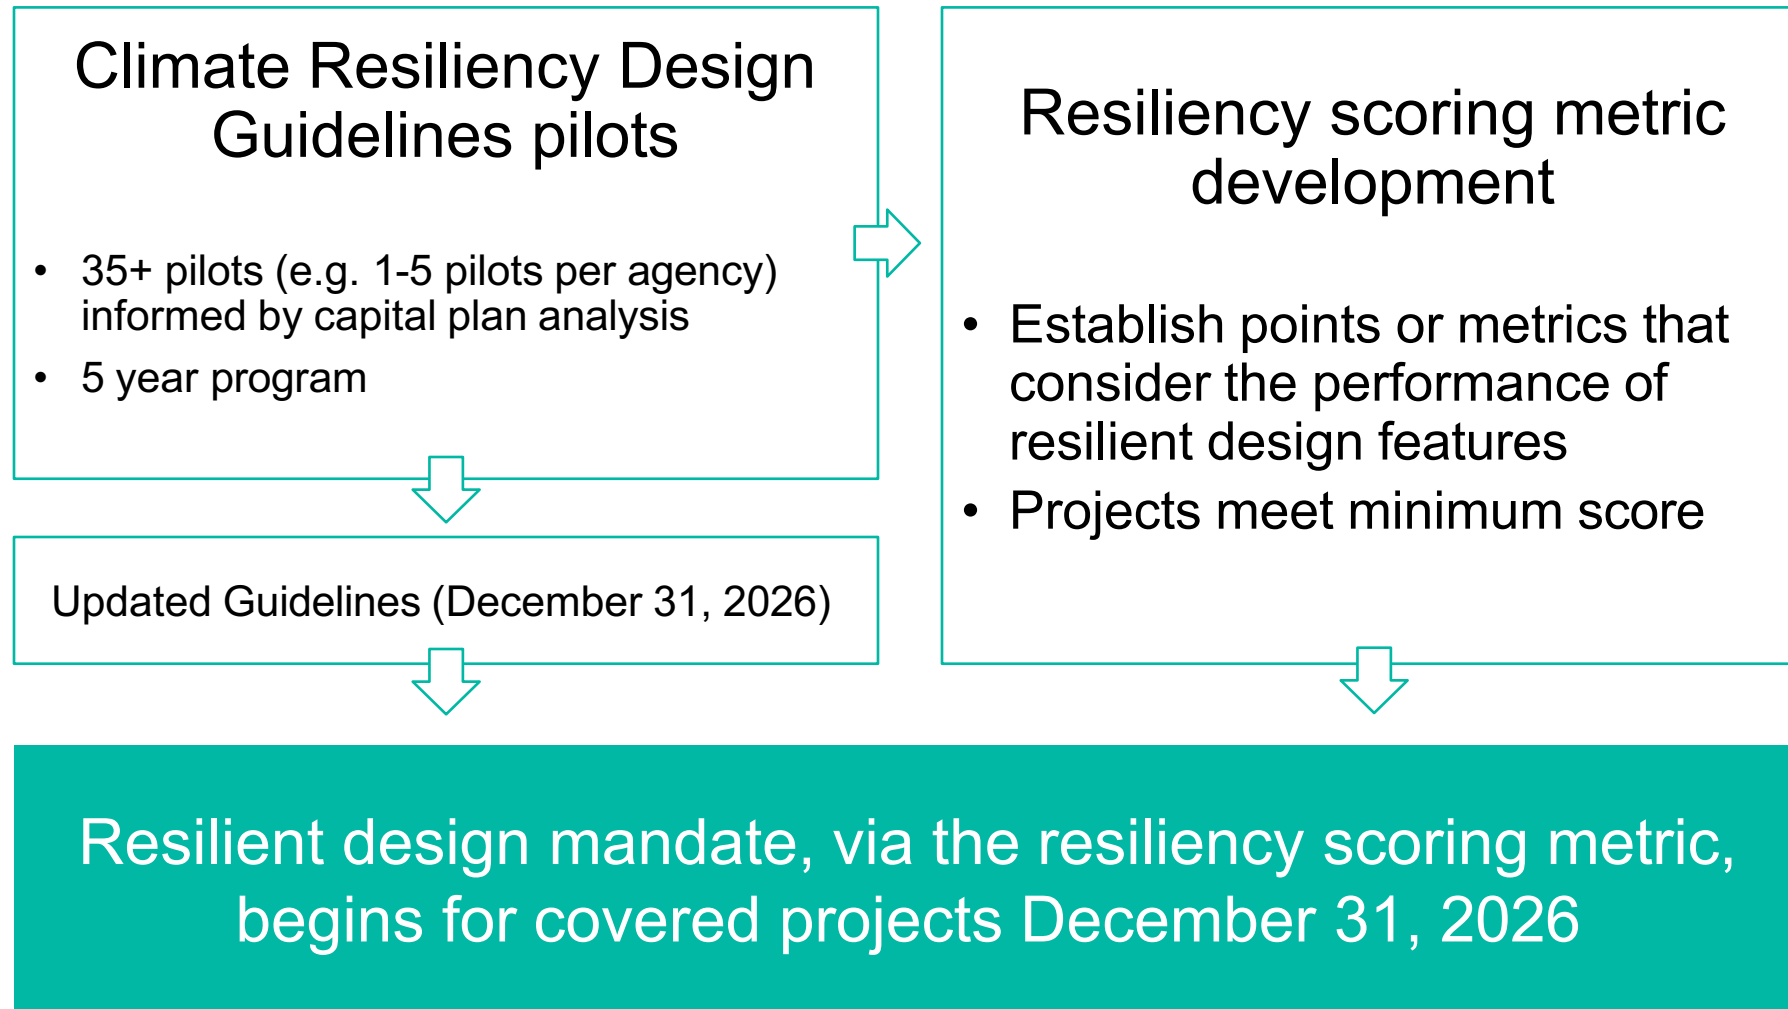 Climate Resiliency Design
Guidelines pilots
• 35+ pilots (e.g. 1-5 pilots per agency)
informed by capital plan analysis
• 5 year program
Updated Guidelines (December 31, 2026)
Resiliency scoring metric
development
• Establish points or metrics that
consider the performance of
resilient design features
• Projects meet minimum score
Resilient design mandate, via the resiliency scoring metric,
begins for covered projects December 31, 2026